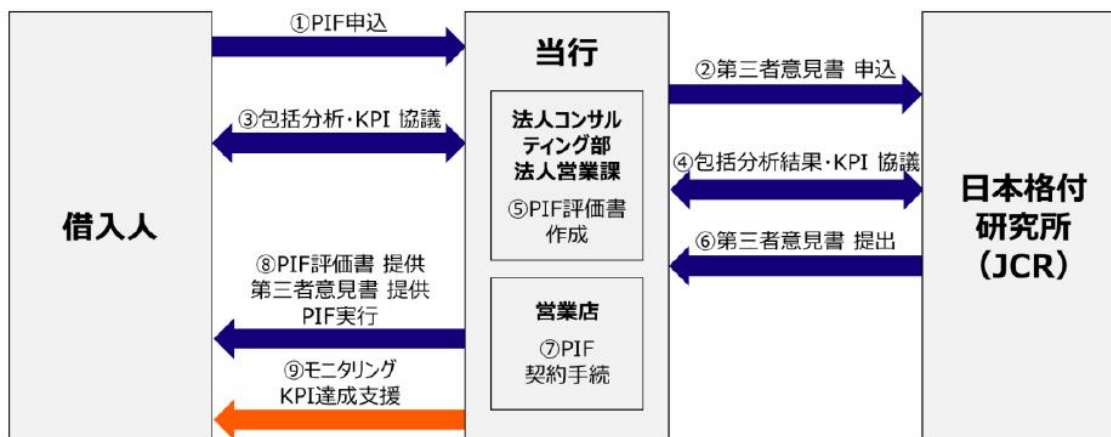 借入人
①PIF申込
③包括分析・KPI 協議
⑧PIF評価書 提供
第三者意見書 提供
PIF実行
⑨モニタリング
KPI達成支援
当行
法人コンサル
ティング部
法人営業課
⑤PIF評価書
作成
営業店
⑦PIF
契約手続
②第三者意見書 申込
④包括分析結果・KPI 協議
⑥第三者意見書 提出
日本格付
研究所
（JCR）